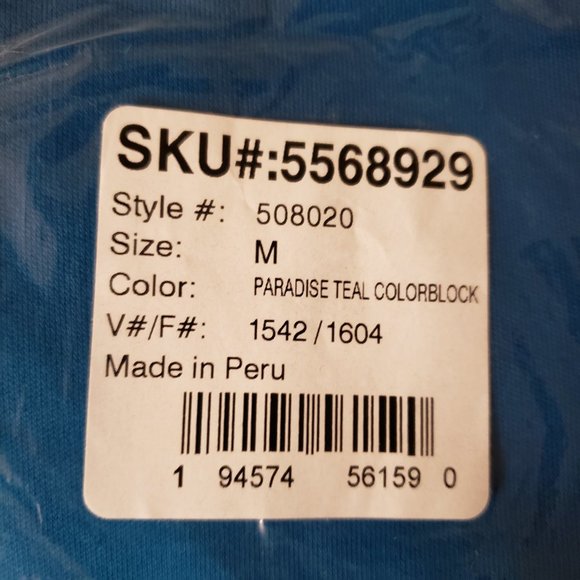 SKU#:5568929
Style #: 508020
Size: M
Color: PARADISE TEAL COLORBLOCK
V#/F#: 1542 / 1604
Made in Peru
1 94574 56159 0